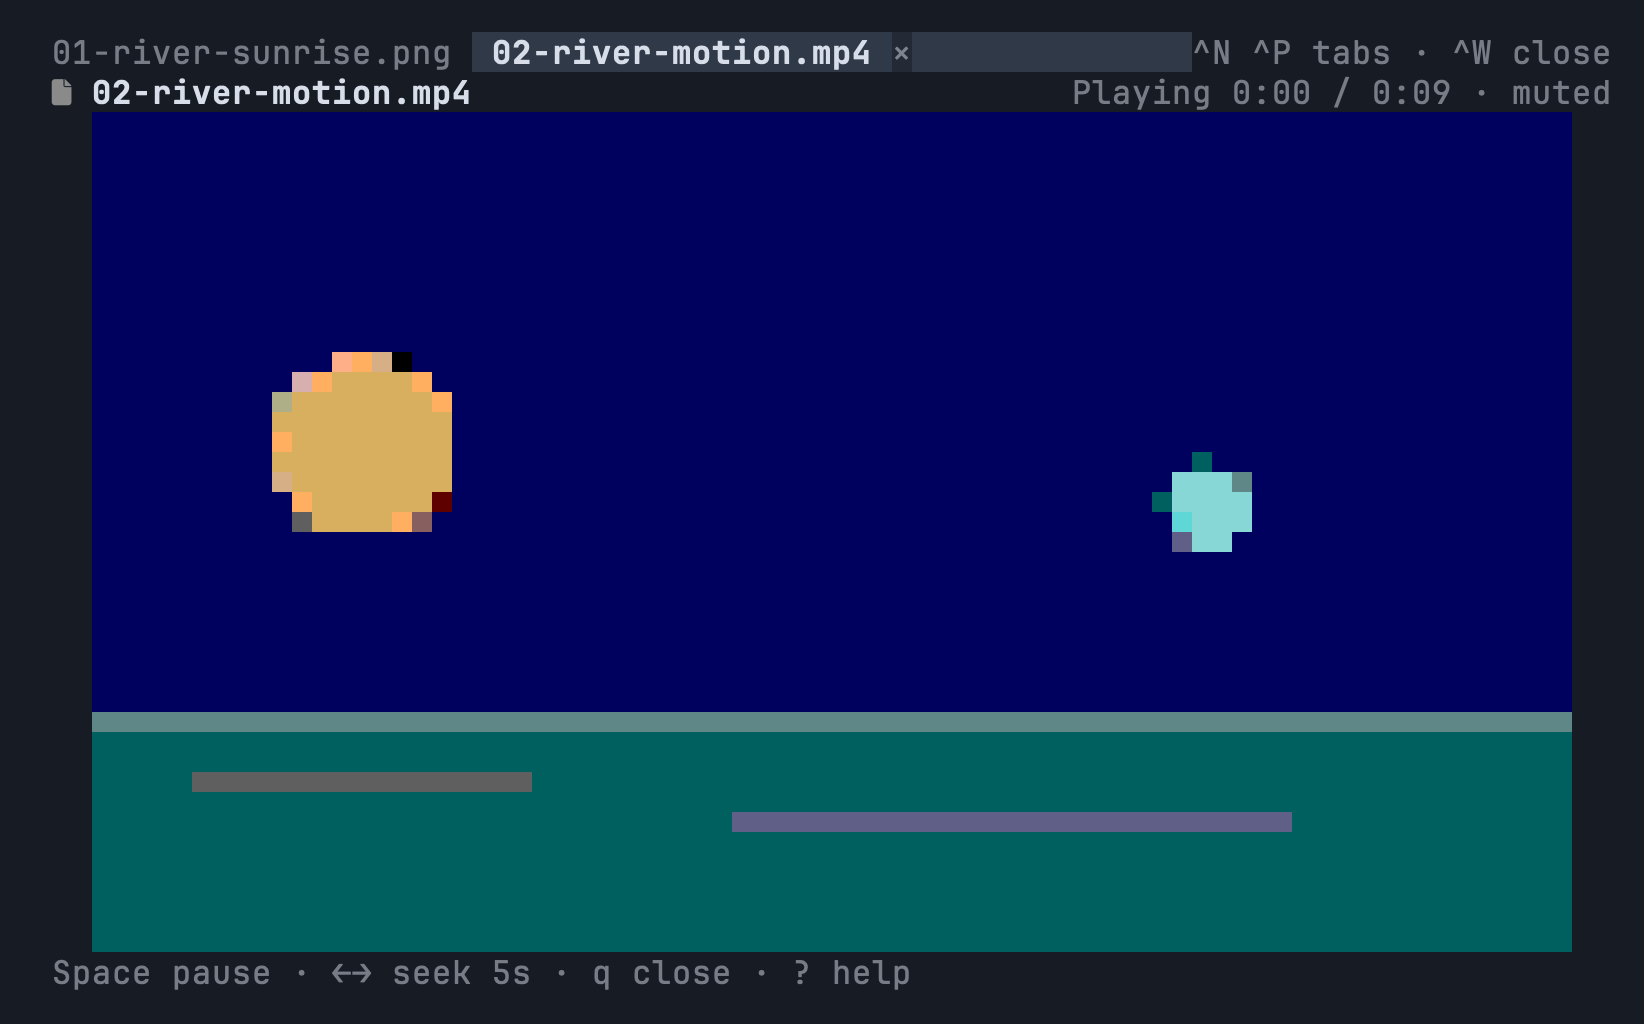 01-river-sunrise.png 02-river-motion.mp4 × ^N ^P tabs · ^W close
02-river-motion.mp4 Playing 0:00 / 0:09 · muted
Space pause · ←→ seek 5s · q close · ? help